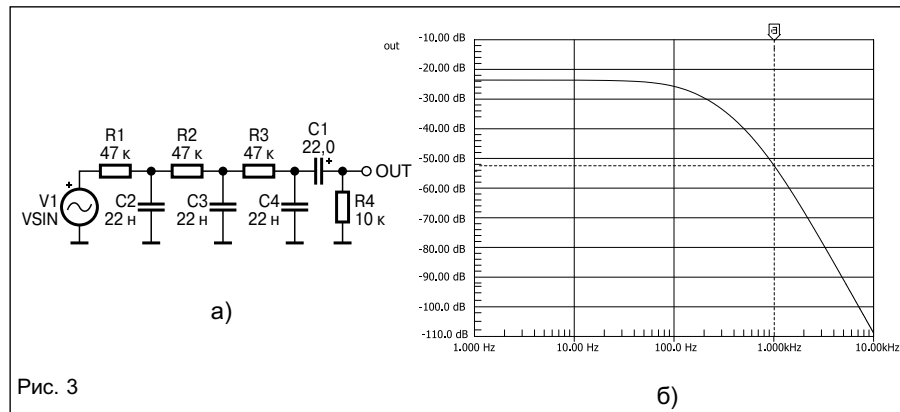 R1
47 к
R2
47 к
R3
47 к
C1
22,0
+
OUT
+
V1
VSIN
C2
22 н
C3
22 н
C4
22 н
R4
10 к
а)
out
a
-10.00 dB
-20.00 dB
-30.00 dB
-40.00 dB
-50.00 dB
-60.00 dB
-70.00 dB
-80.00 dB
-90.00 dB
-100.0 dB
-110.0 dB
1.000 Hz
10.00 Hz
100.0 Hz
1.000kHz
10.00kHz
б)
Рис. 3